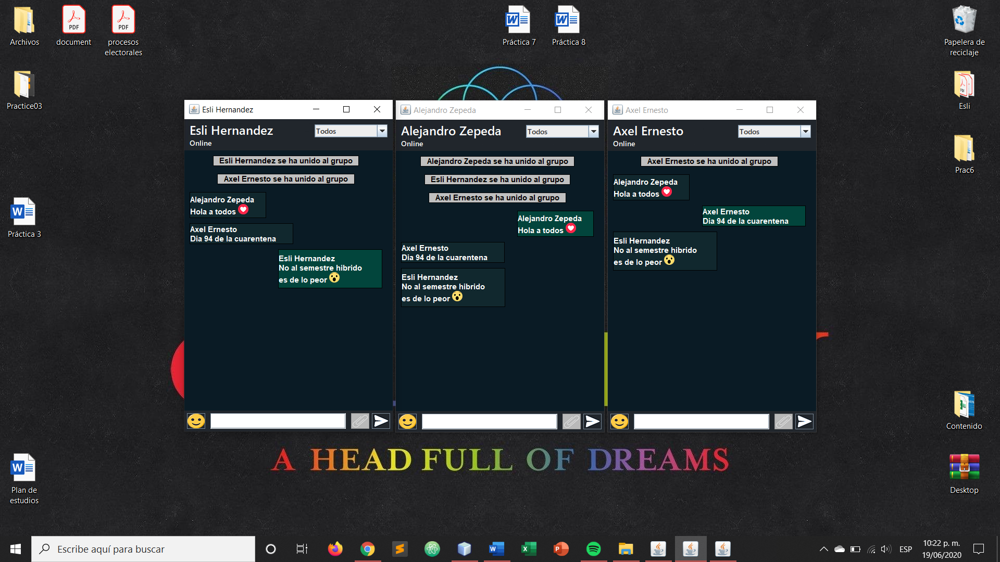 Archivos
document
procesos
electorales
Práctica 7
Práctica 8
Papelera de
reciclaje
Practice03
Esli
Prac6
Práctica 3
Contenido
Plan de
estudios
Desktop
Esli Hernandez
Esli Hernandez
Todos
Online
Esli Hernandez se ha unido al grupo
Axel Ernesto se ha unido al grupo
Alejandro Zepeda
Hola a todos
Axel Ernesto
Dia 94 de la cuarentena
Esli Hernandez
No al semestre hibrido
es de lo peor
Alejandro Zepeda
Alejandro Zepeda
Todos
Online
Alejandro Zepeda se ha unido al grupo
Esli Hernandez se ha unido al grupo
Axel Ernesto se ha unido al grupo
Alejandro Zepeda
Hola a todos
Axel Ernesto
Dia 94 de la cuarentena
Esli Hernandez
No al semestre hibrido
es de lo peor
Axel Ernesto
Axel Ernesto
Todos
Online
Axel Ernesto se ha unido al grupo
Alejandro Zepeda
Hola a todos
Axel Ernesto
Dia 94 de la cuarentena
Esli Hernandez
No al semestre hibrido
es de lo peor
A HEAD FULL OF DREAMS
Escribe aquí para buscar
ESP
10:22 p. m.
19/06/2020